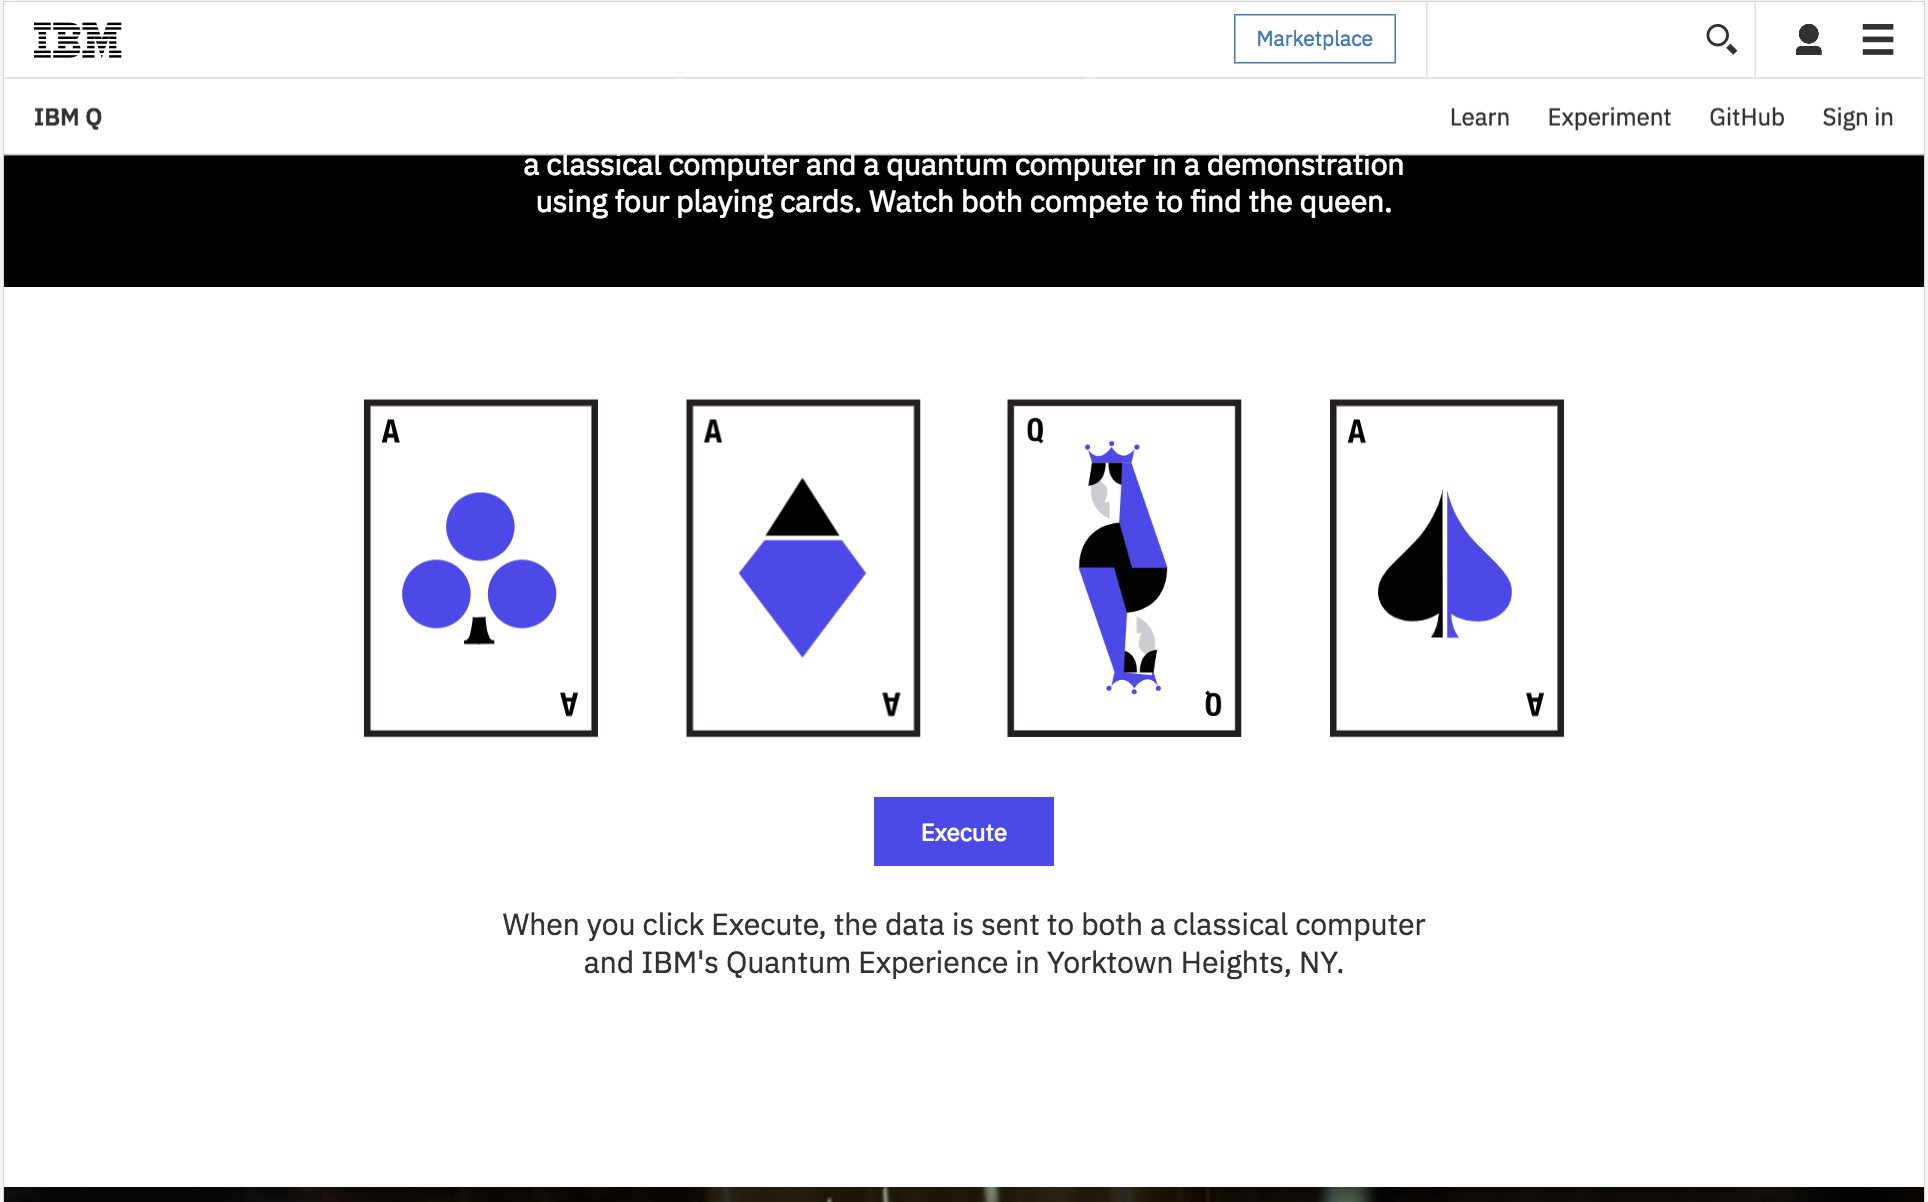 IBM
Marketplace
IBM Q
Learn Experiment GitHub Sign in
a classical computer and a quantum computer in a demonstration
using four playing cards. Watch both compete to find the queen.
A A Q A
A A Q A
Execute
When you click Execute, the data is sent to both a classical computer
and IBM's Quantum Experience in Yorktown Heights, NY.